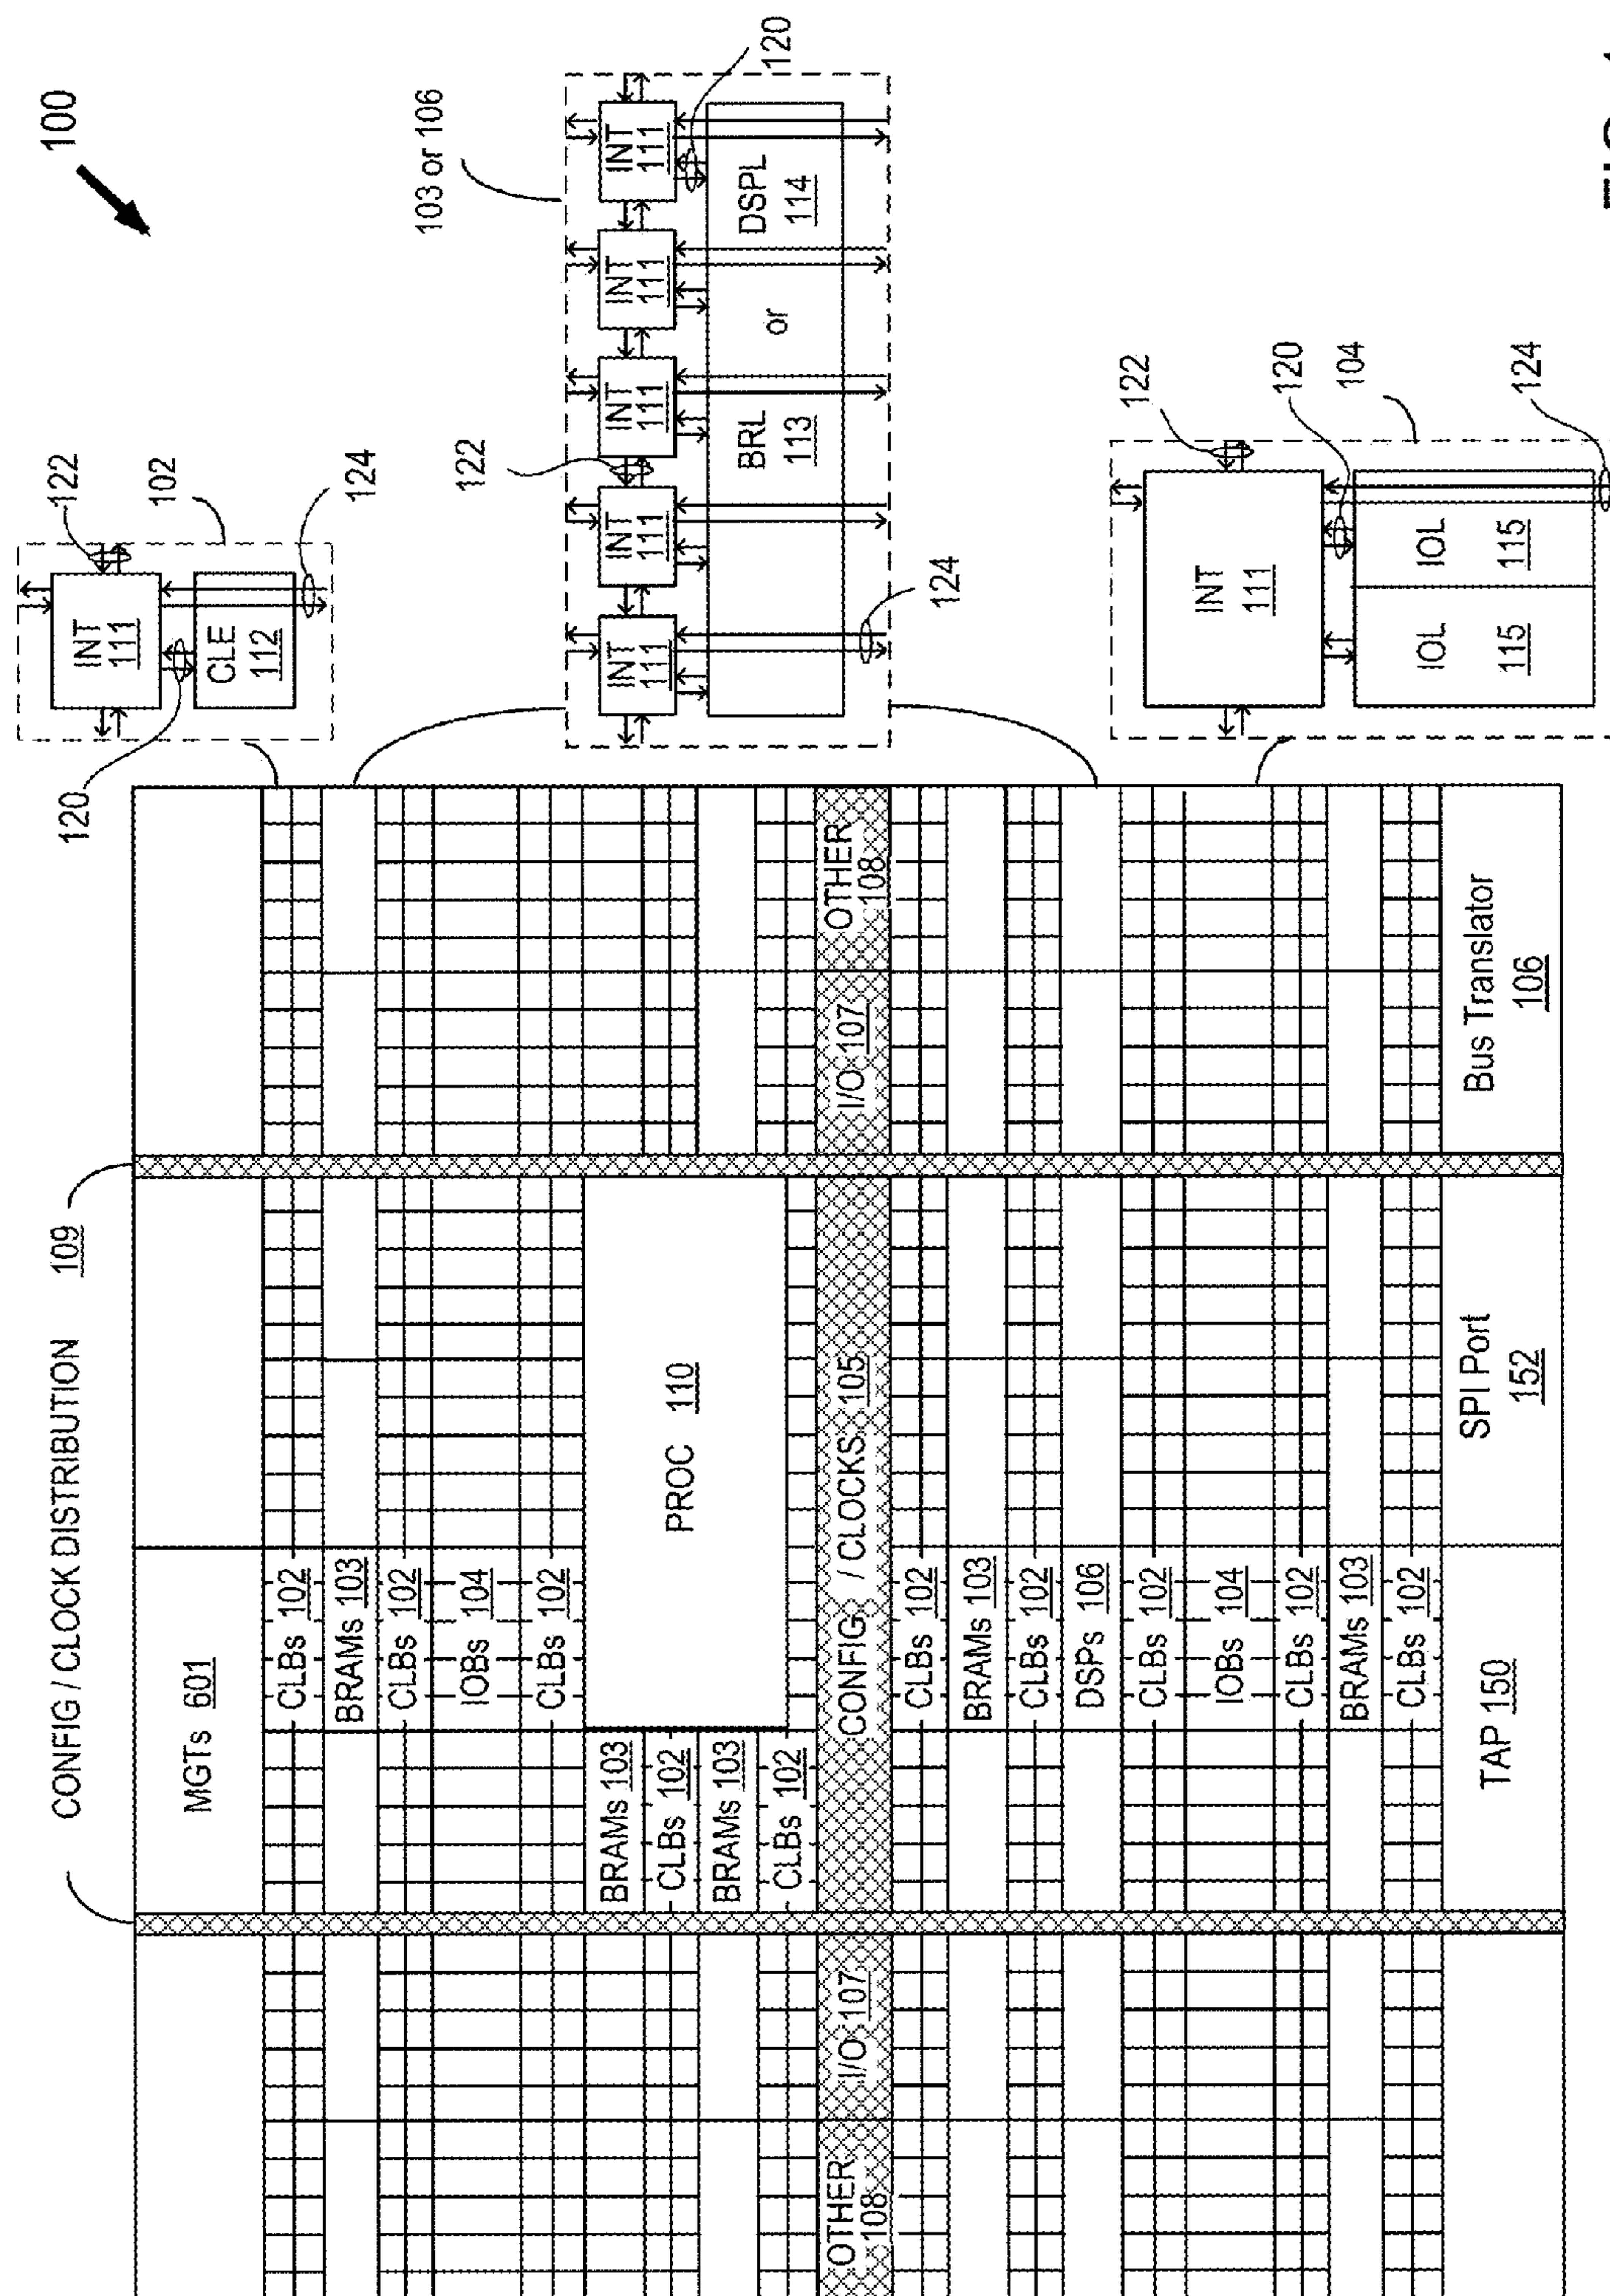 100
CONFIG / CLOCK DISTRIBUTION 109
MGTs 601
CLBs 102
BRAMs 103
CLBs 102
IOBs 104
CLBs 102
BRAMs 103
CLBs 102
BRAMs 103
CLBs 102
PROC 110
OTHER
108
I/O 107
CONFIG / CLOCKS 105
I/O 107
OTHER
108
CLBs 102
BRAMs 103
CLBs 102
DSPs 106
CLBs 102
IOBs 104
CLBs 102
BRAMs 103
CLBs 102
TAP 150
SPI Port
152
Bus Translator
106
120
122
102
124
INT
111
CLE
112
103 or 106
122
120
124
INT
111
INT
111
INT
111
INT
111
INT
111
BRL
113
or
DSPL
114
122
120
104
124
INT
111
IOL
115
IOL
115